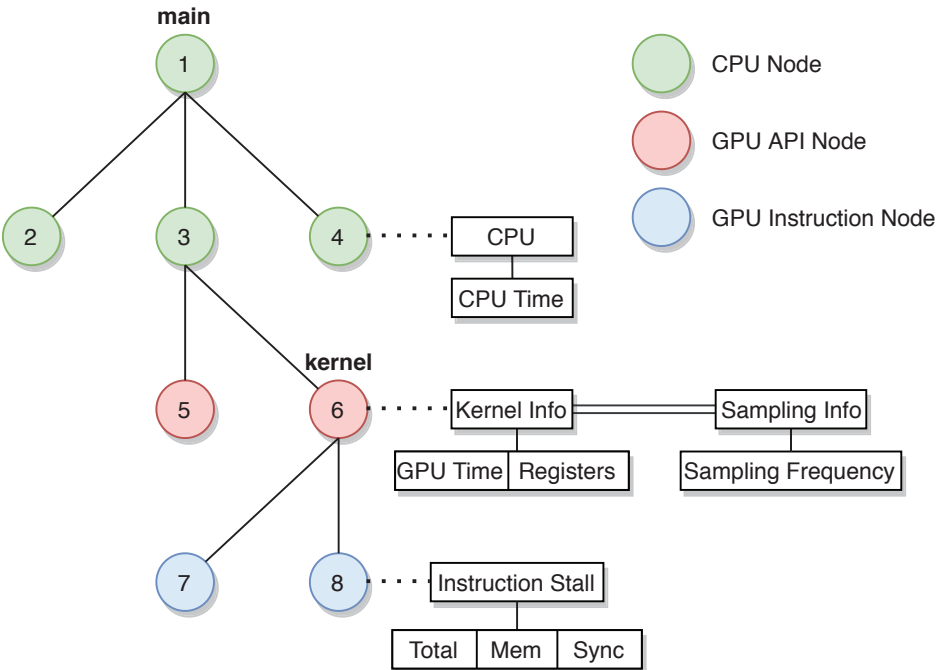 main
1
CPU Node
GPU API Node
GPU Instruction Node
2
3
4
CPU
CPU Time
kernel
5
6
Kernel Info
Sampling Info
GPU Time
Registers
Sampling Frequency
7
8
Instruction Stall
Total
Mem
Sync